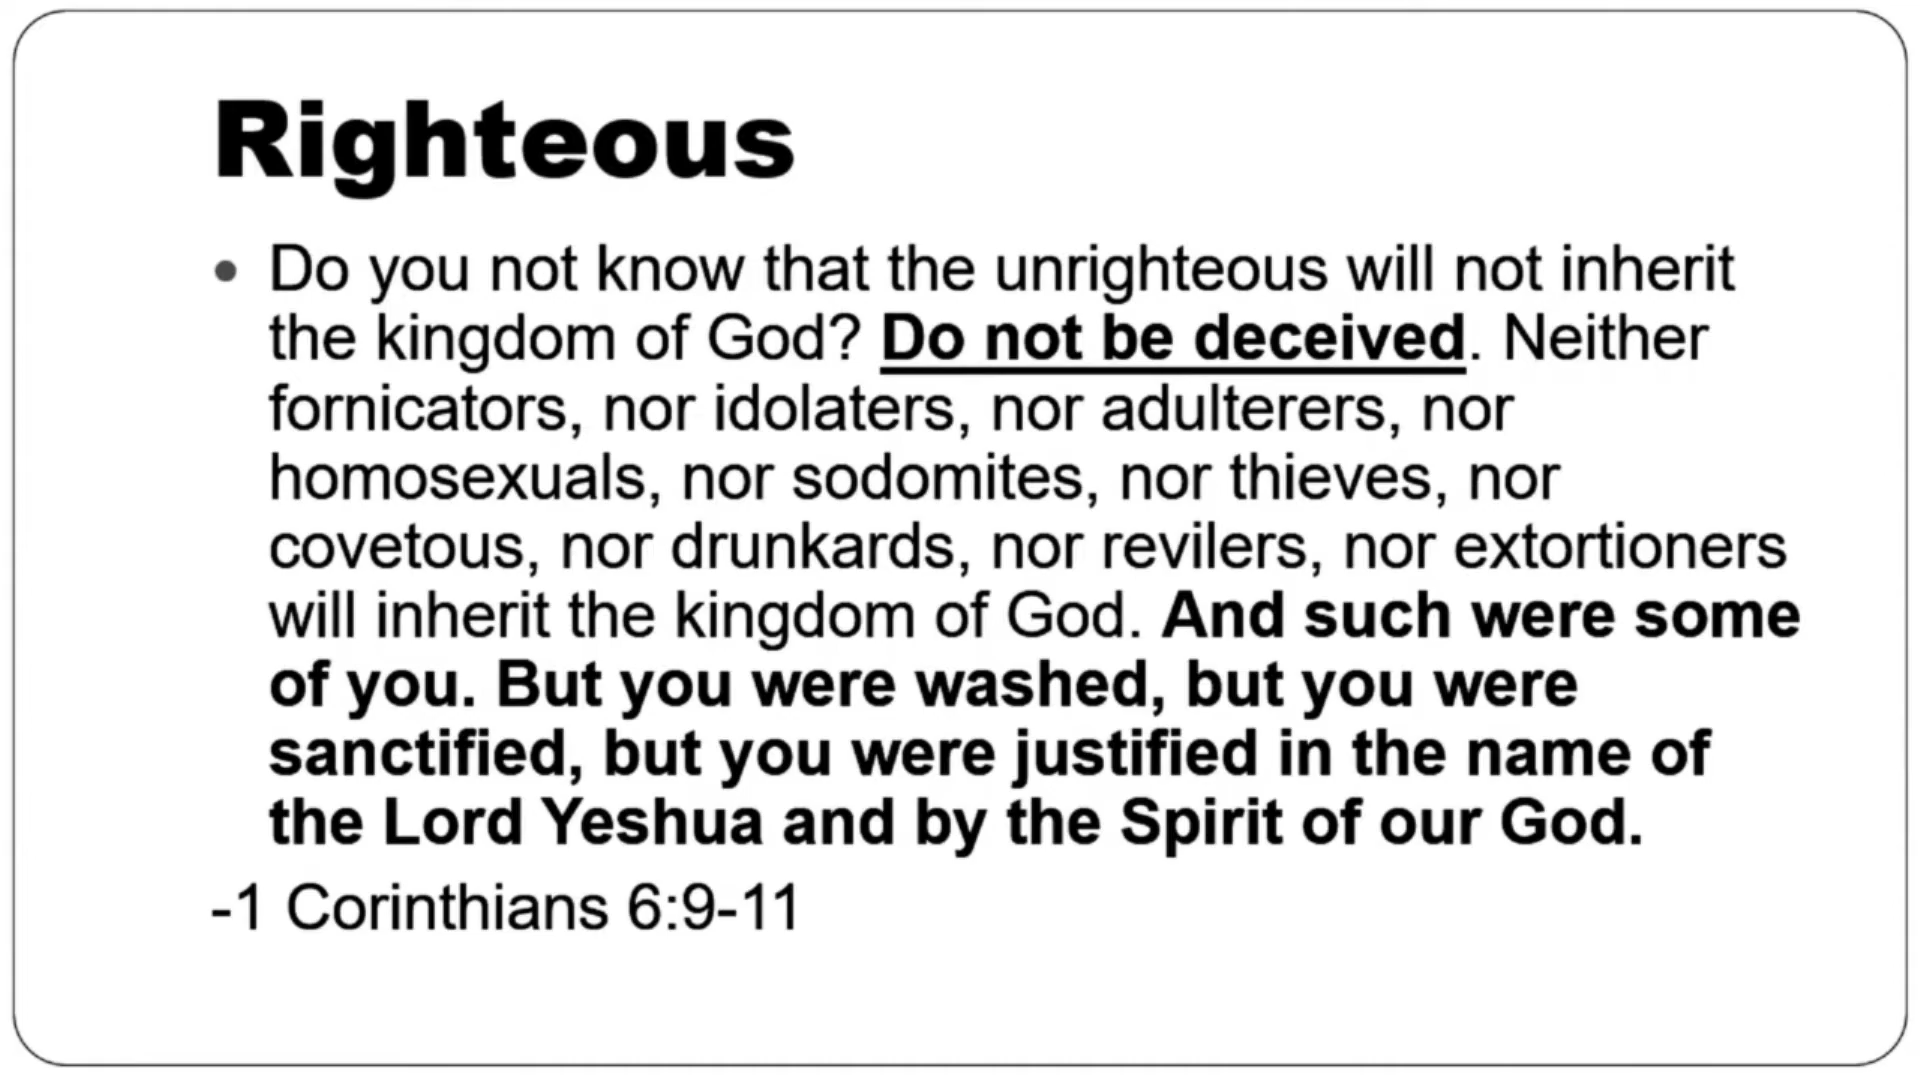 Righteous
• Do you not know that the unrighteous will not inherit
the kingdom of God? Do not be deceived. Neither
fornicators, nor idolaters, nor adulterers, nor
homosexuals, nor sodomites, nor thieves, nor
covetous, nor drunkards, nor revilers, nor extortioners
will inherit the kingdom of God. And such were some
of you. But you were washed, but you were
sanctified, but you were justified in the name of
the Lord Yeshua and by the Spirit of our God.
-1 Corinthians 6:9-11